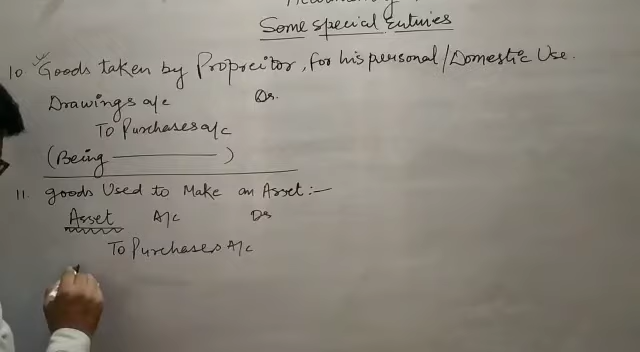 Some special Entries
10. Goods taken by Propreitor, for his personal/Domestic Use.
Drawings a/c Dr.
To Purchases a/c
(Being ——— )
11. goods Used to Make an Asset:—
Asset A/c Dr
To Purchases A/c